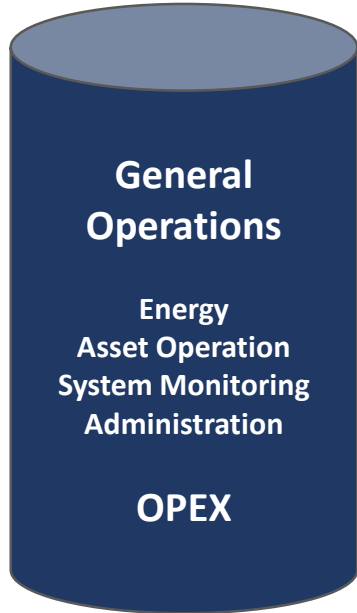 General
Operations
Energy
Asset Operation
System Monitoring
Administration
OPEX